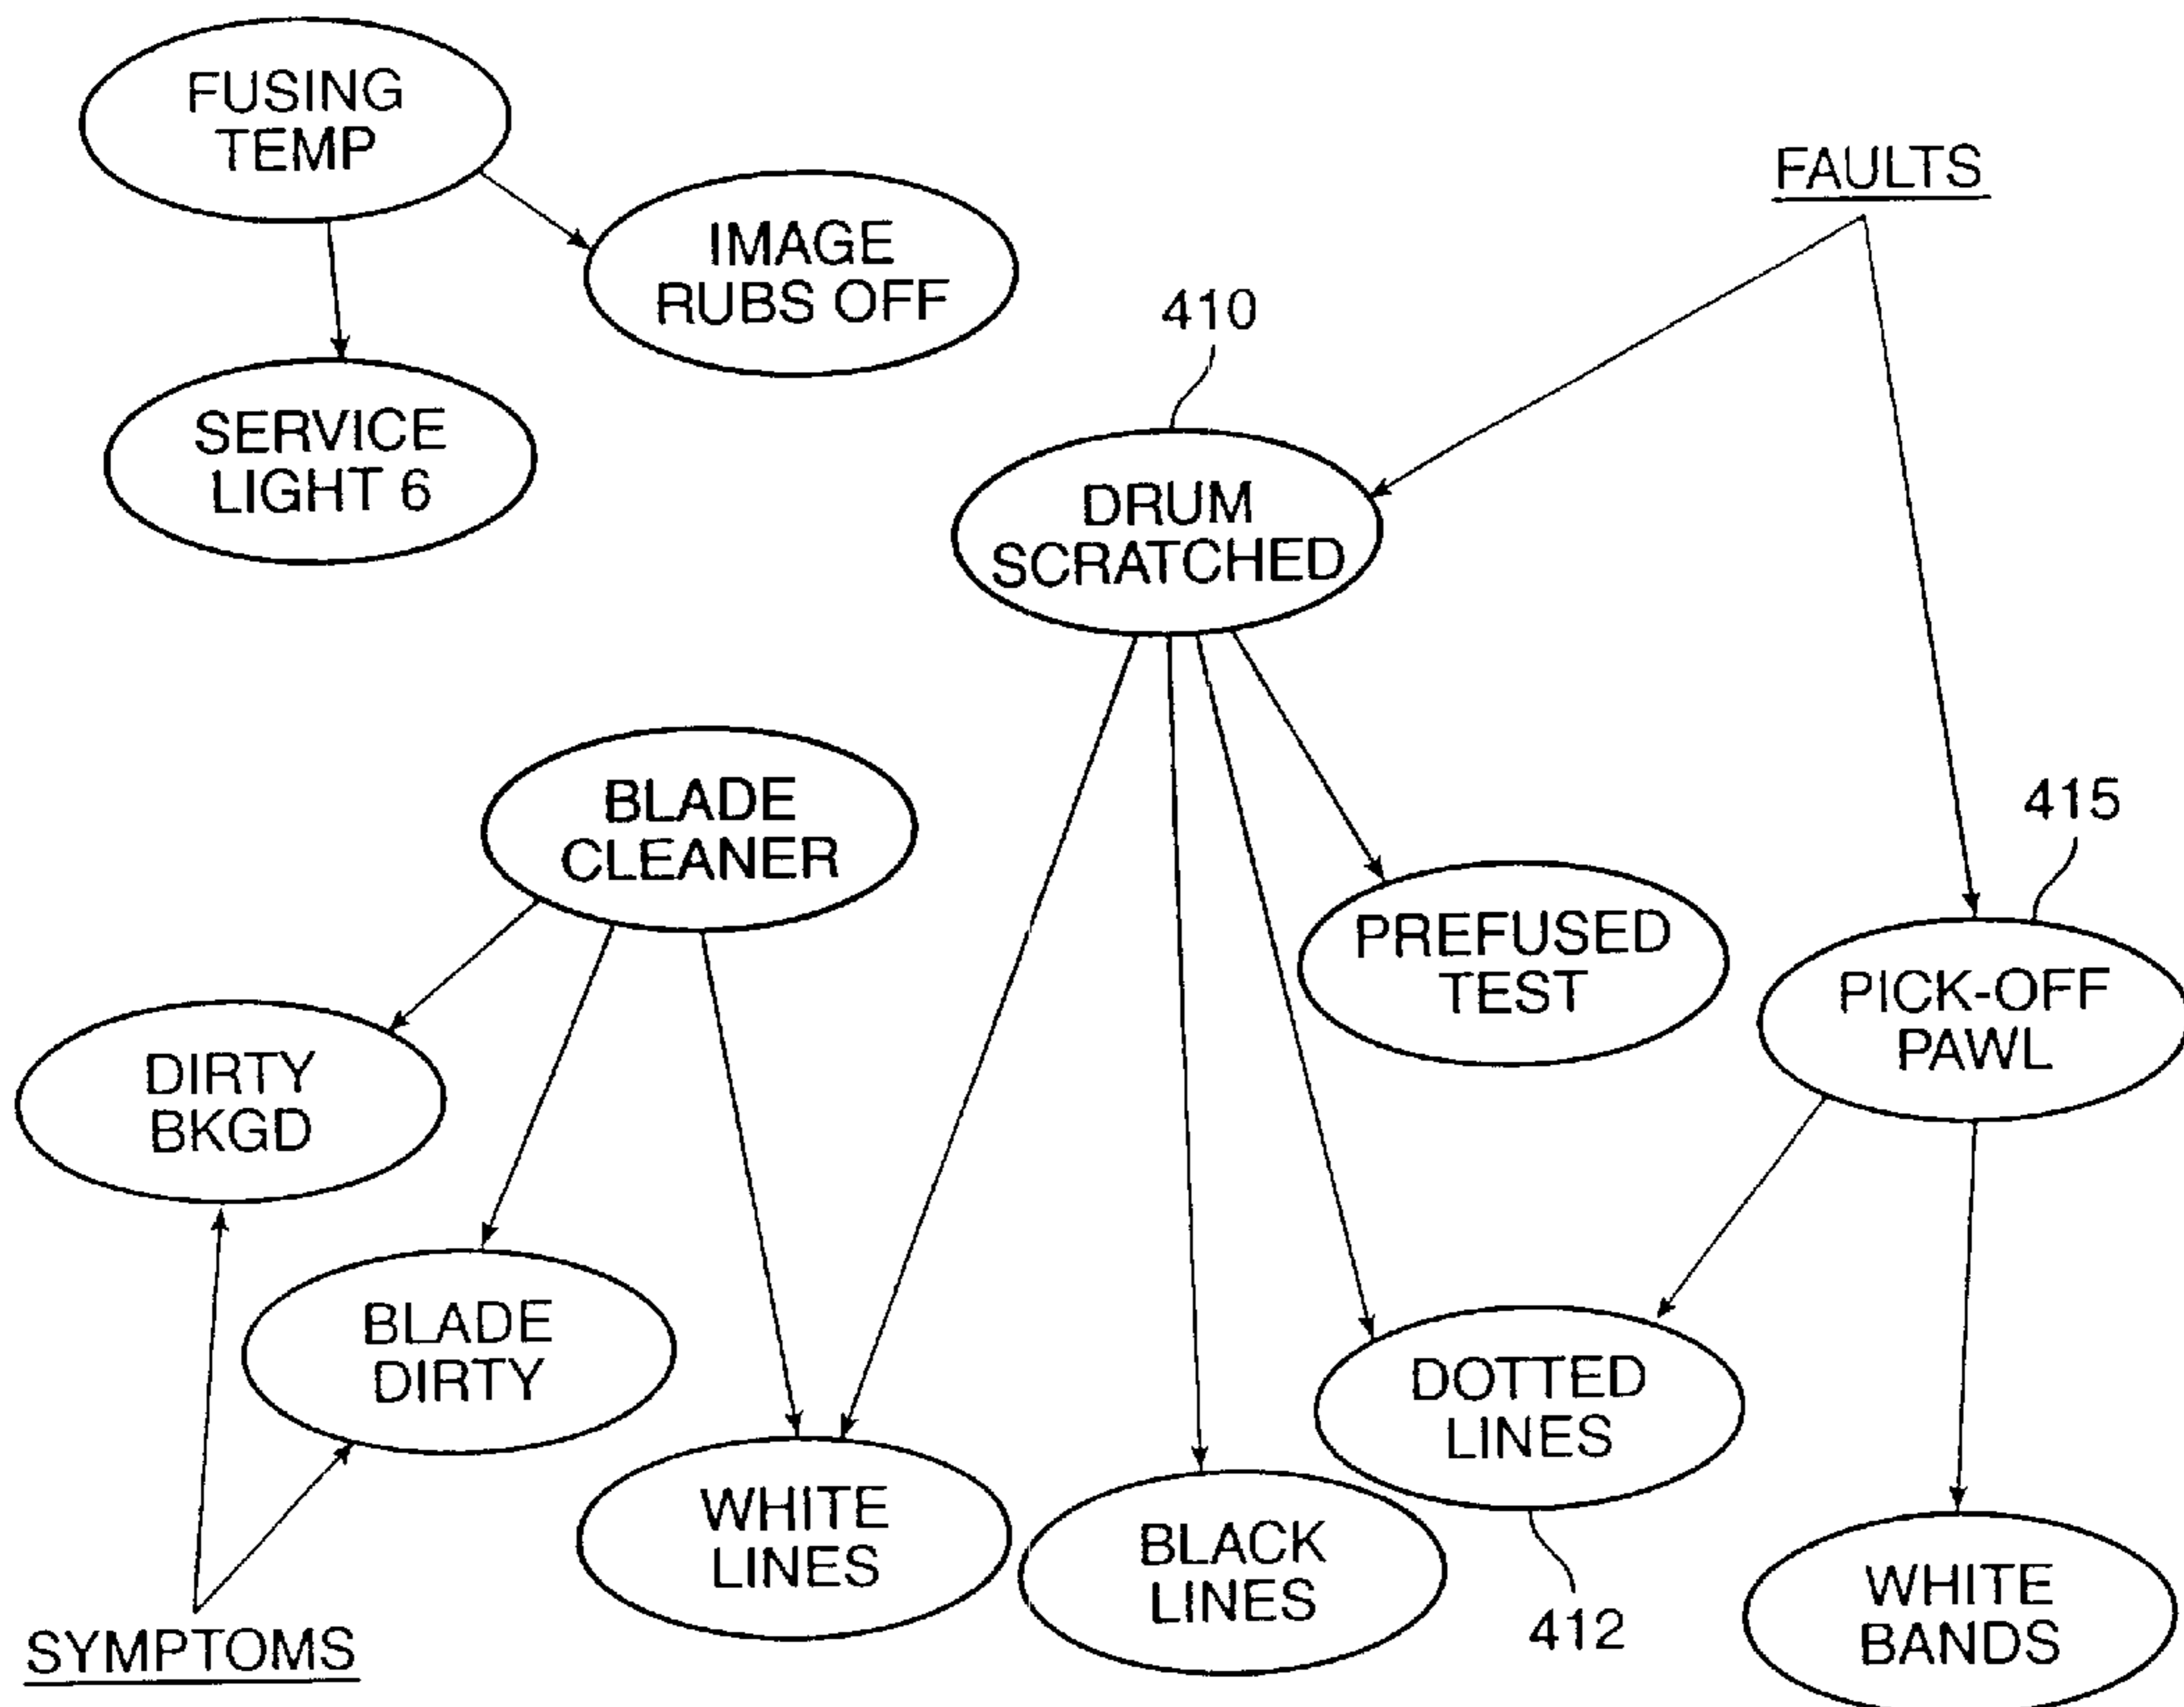 FUSING
TEMP
IMAGE
RUBS OFF
SERVICE
LIGHT 6
FAULTS
410
DRUM
SCRATCHED
BLADE
CLEANER
415
PREFUSED
TEST
PICK-OFF
PAWL
DIRTY
BKGD
BLADE
DIRTY
WHITE
LINES
BLACK
LINES
DOTTED
LINES
412
WHITE
BANDS
SYMPTOMS